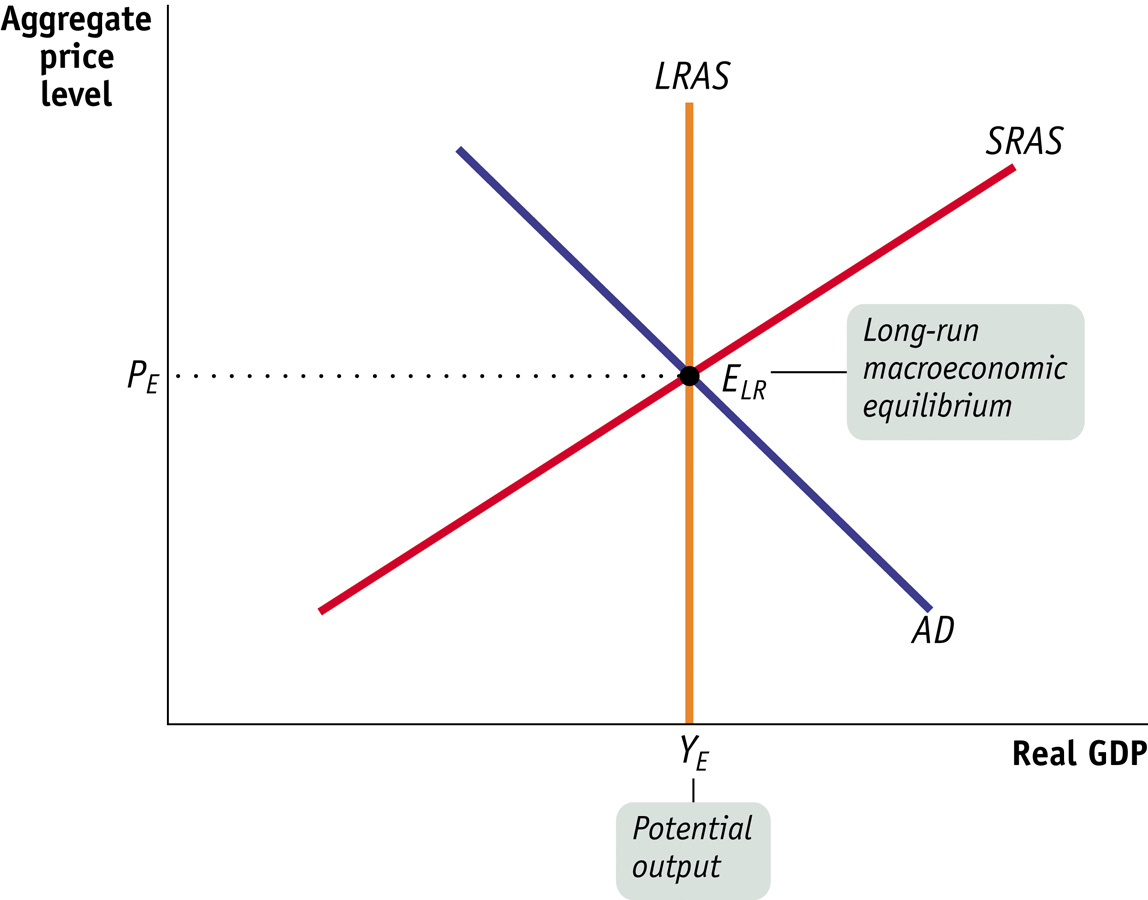 Aggregate
price
level
LRAS
SRAS
Long-run
macroeconomic
equilibrium
P_E
E_LR
AD
Y_E
Real GDP
Potential
output